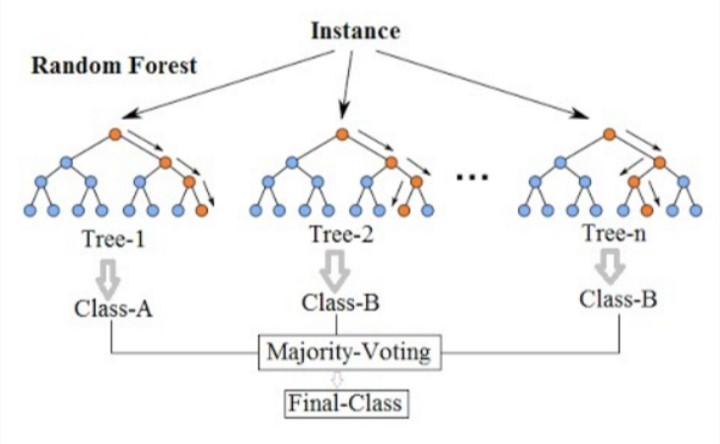 Instance
Random Forest
...
Tree-1
Tree-2
Tree-n
Class-A
Class-B
Class-B
Majority-Voting
Final-Class